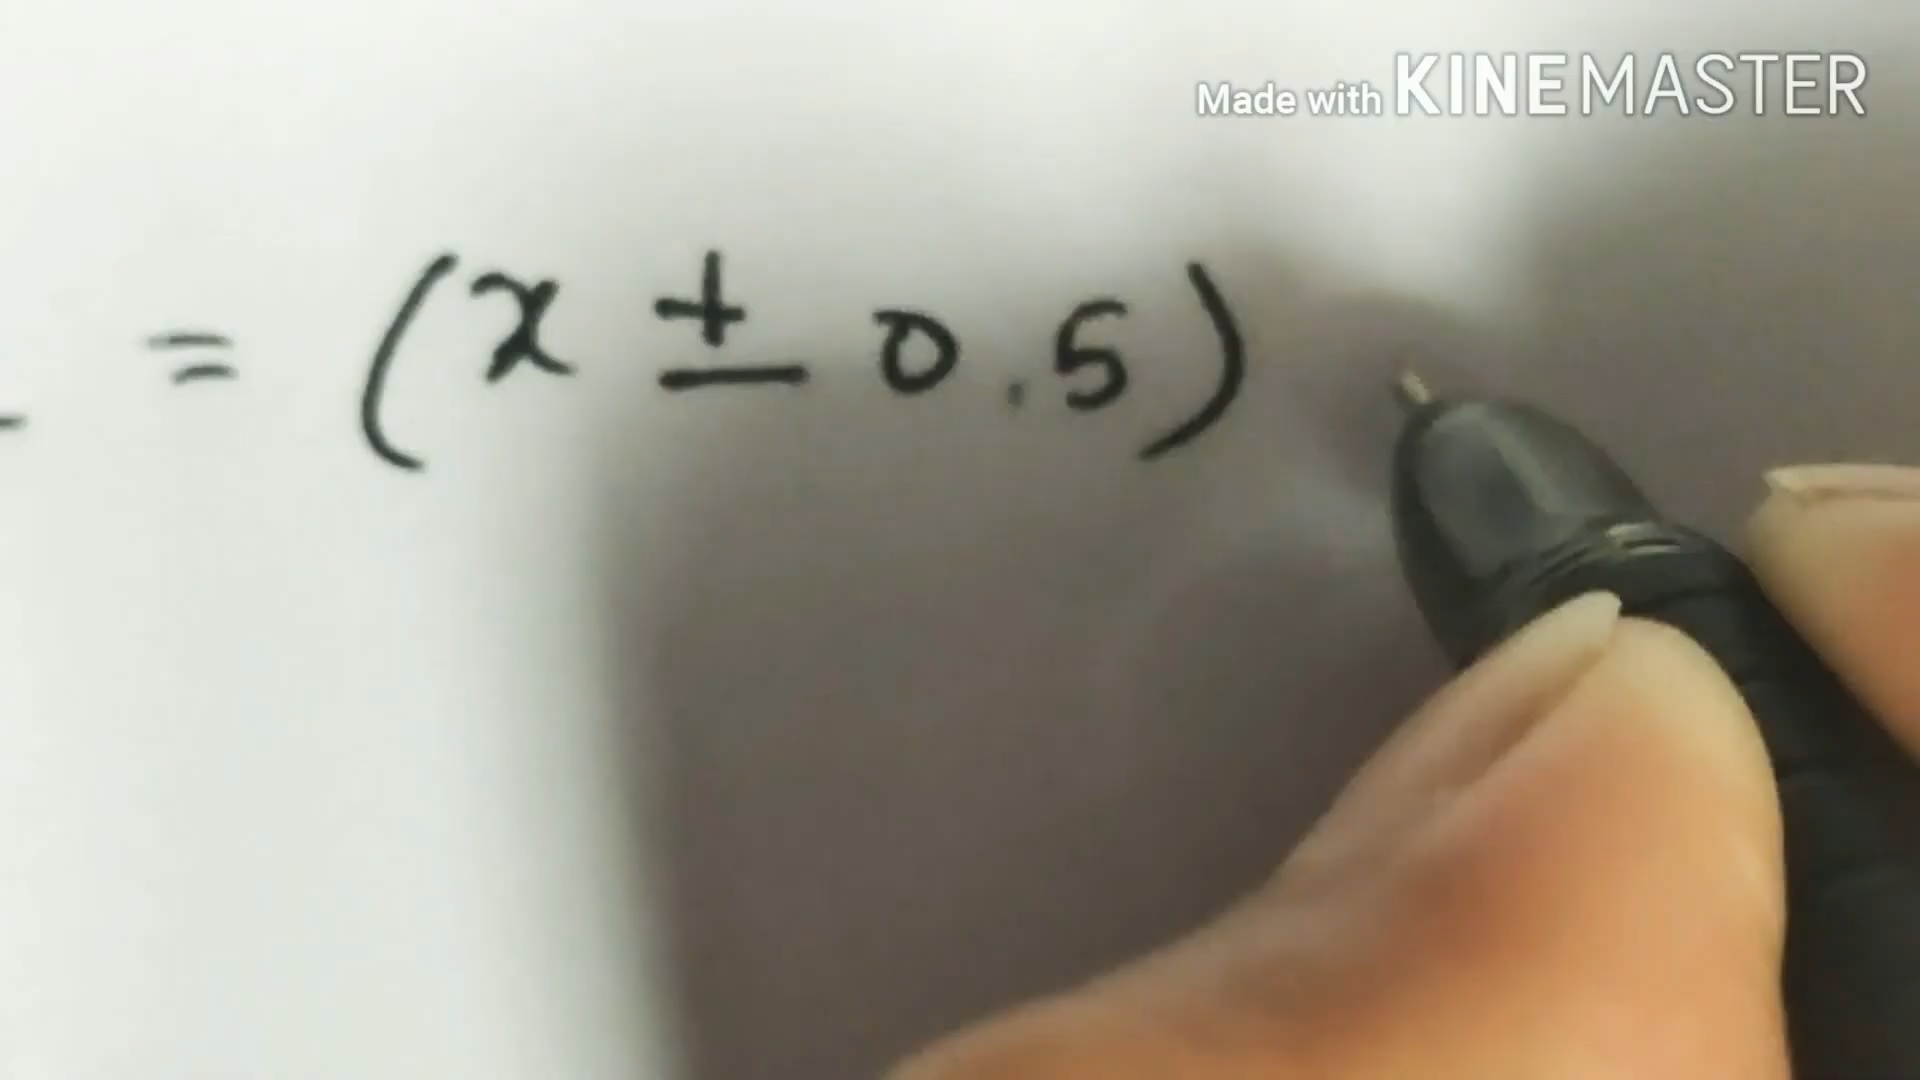 Made with KINEMASTER
= (x ± 0.5)